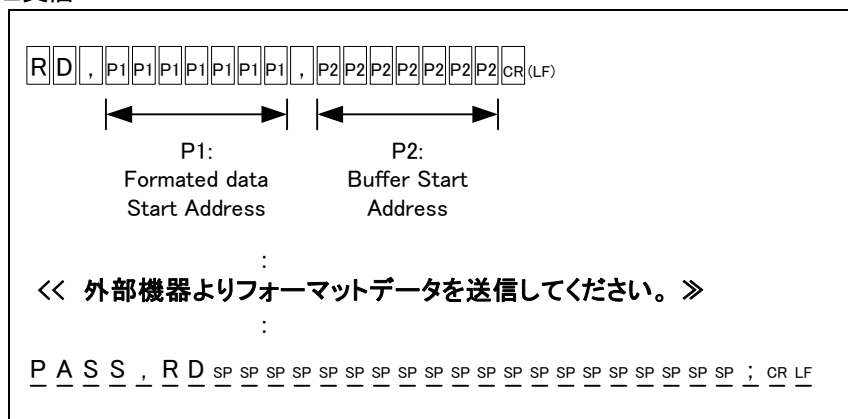 RD,P1P1P1P1P1P1P1,P2P2P2P2P2P2P2CR(LF)
P1: P2:
Formated data Buffer Start
Start Address Address
:
<< 外部機器よりフォーマットデータを送信してください。 ≫
:
PASS,RD SP SP SP SP SP SP SP SP SP SP SP SP SP SP SP SP SP SP SP SP ; CR LF